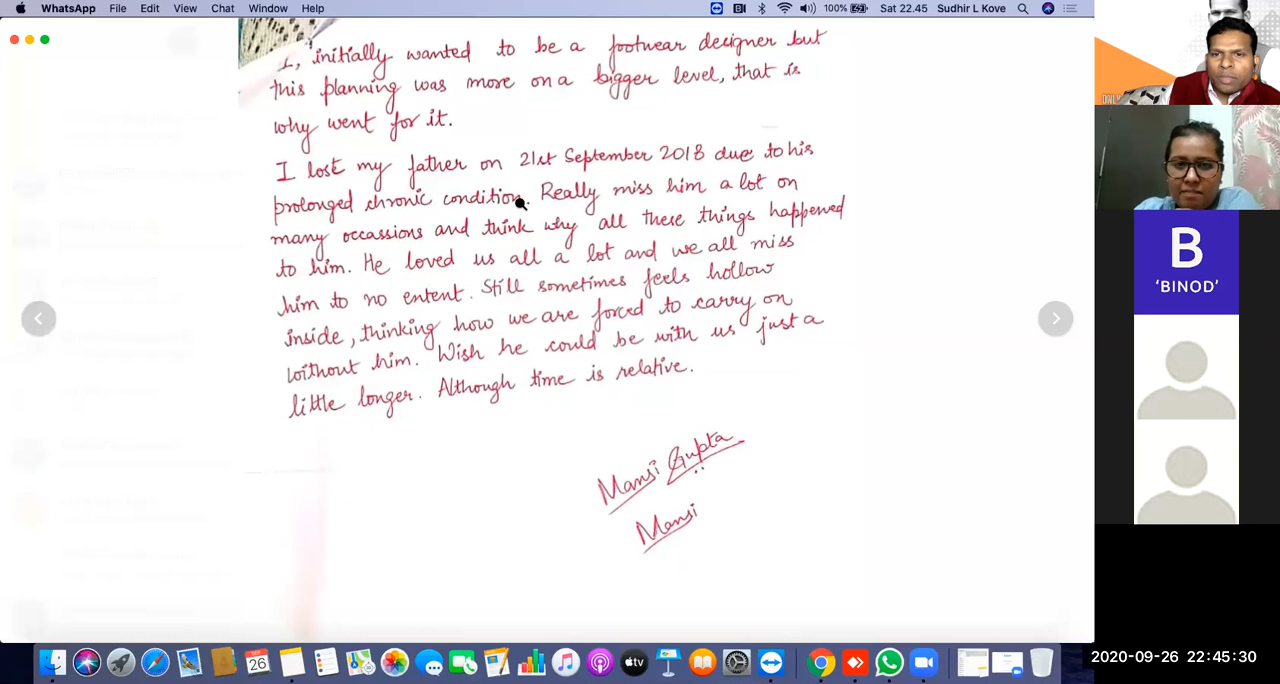 WhatsApp File Edit View Chat Window Help 100% Sat 22.45 Sudhir L Kove
I, initially wanted to be a footwear designer but
this planning was more on a bigger level, that is
why went for it.
I lost my father on 21st September 2018 due to his
prolonged chronic condition. Really miss him a lot on
many occassions and think why all these things happened
to him. He loved us all a lot and we all miss
him to no entent. Still sometimes feels hollow
inside, thinking how we are forced to carry on
without him. Wish he could be with us just a
little longer. Although time is relative.
Mansi Gupta
Mansi
ONLY
B
'BINOD'
SEP
26
tv
2020-09-26 22:45:30